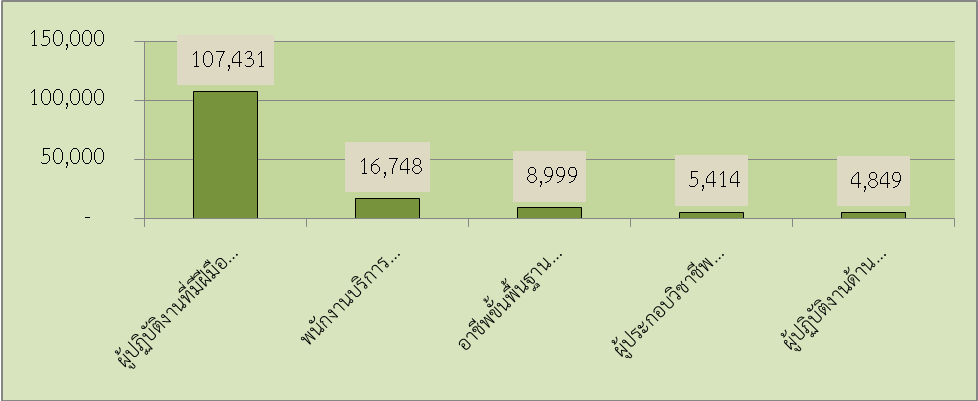 150,000
107,431
100,000
50,000
16,748
8,999
5,414
4,849
-
ผู้ปฏิบัติงานที่มีฝีมือ...
พนักงานบริการ...
อาชีพขั้นพื้นฐาน...
ผู้ประกอบวิชาชีพ...
ผู้ปฏิบัติงานด้าน...